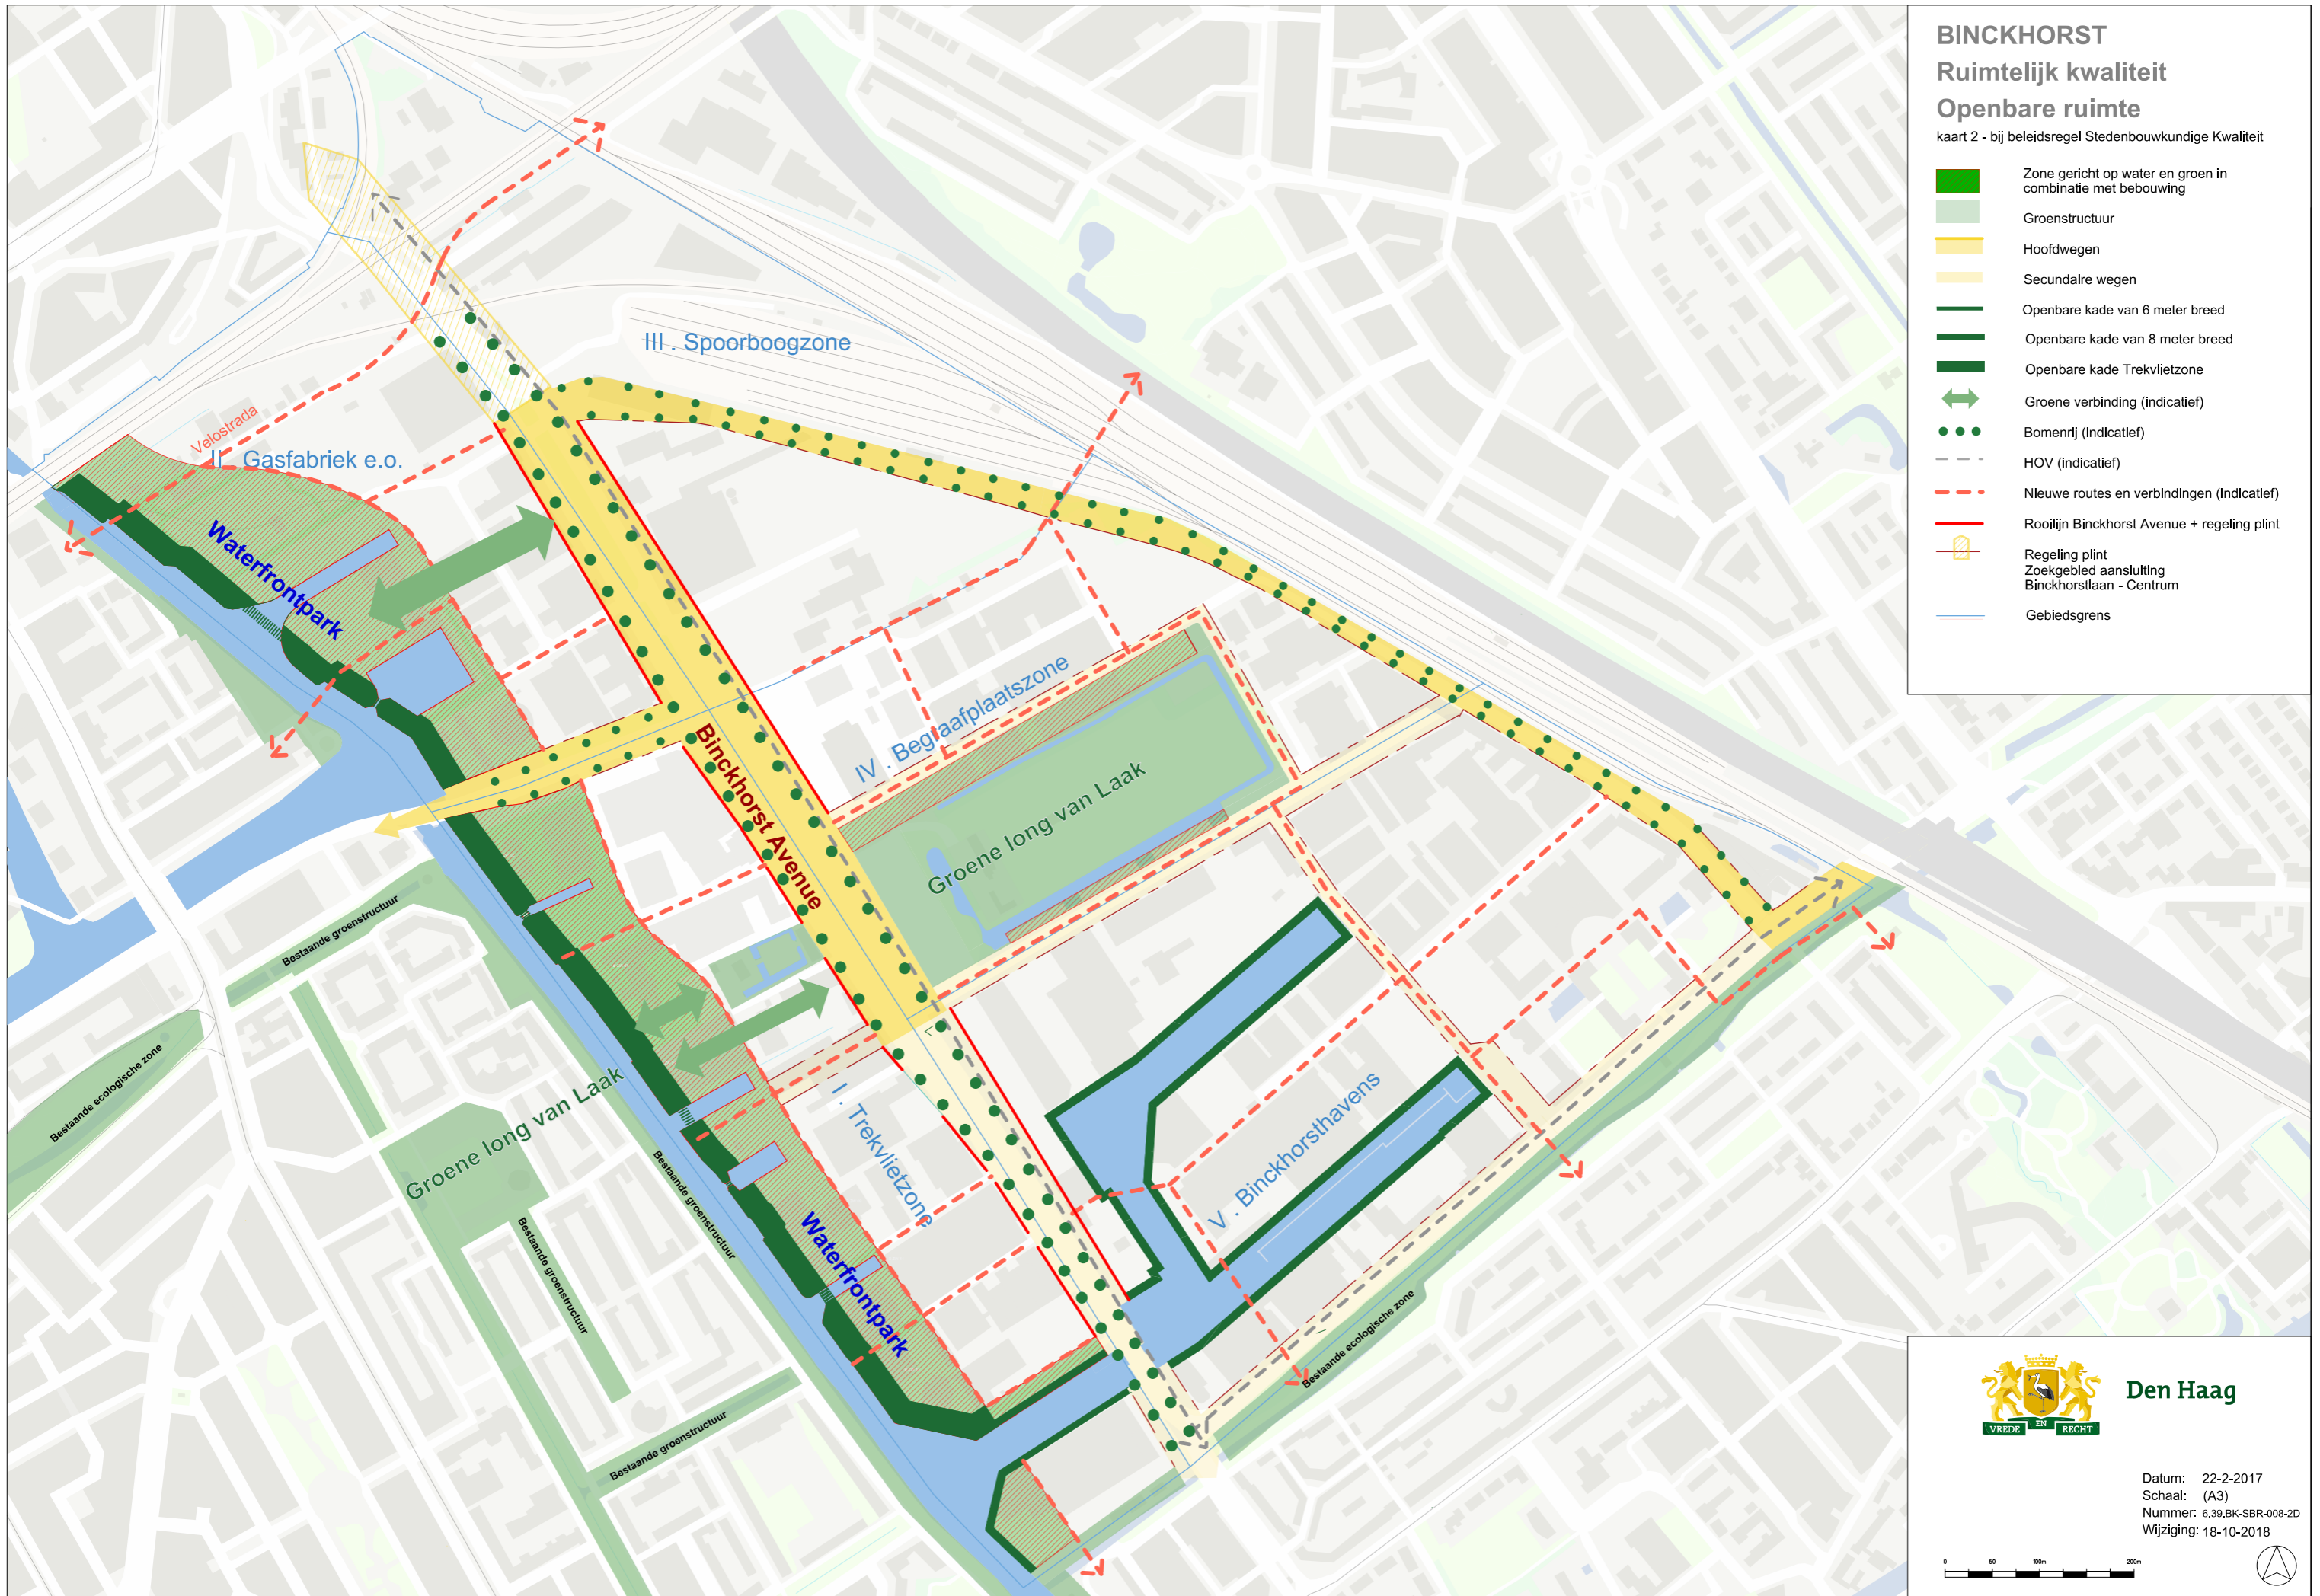 BINCKHORST
Ruimtelijk kwaliteit
Openbare ruimte
kaart 2 - bij beleidsregel Stedenbouwkundige Kwaliteit
Zone gericht op water en groen in
combinatie met bebouwing
Groenstructuur
Hoofdwegen
Secundaire wegen
Openbare kade van 6 meter breed
Openbare kade van 8 meter breed
Openbare kade Trekvlietzone
Groene verbinding (indicatief)
Bomenrij (indicatief)
HOV (indicatief)
Nieuwe routes en verbindingen (indicatief)
Rooilijn Binckhorst Avenue + regeling plint
Regeling plint
Zoekgebied aansluiting
Binckhorstlaan - Centrum
Gebiedsgrens
III . Spoorboogzone
Velostrada
II . Gasfabriek e.o.
Waterfrontpark
IV . Begraafplaatszone
Binckhorst Avenue
Groene long van Laak
Bestaande groenstructuur
Bestaande ecologische zone
Groene long van Laak
I . Trekvlietzone
V . Binckhorsthavens
Bestaande groenstructuur
Bestaande groenstructuur
Waterfrontpark
Bestaande ecologische zone
Bestaande groenstructuur
VREDE EN RECHT
Den Haag
Datum: 22-2-2017
Schaal: (A3)
Nummer: 6,39,BK-SBR-008-2D
Wijziging: 18-10-2018
0 50 100m 200m